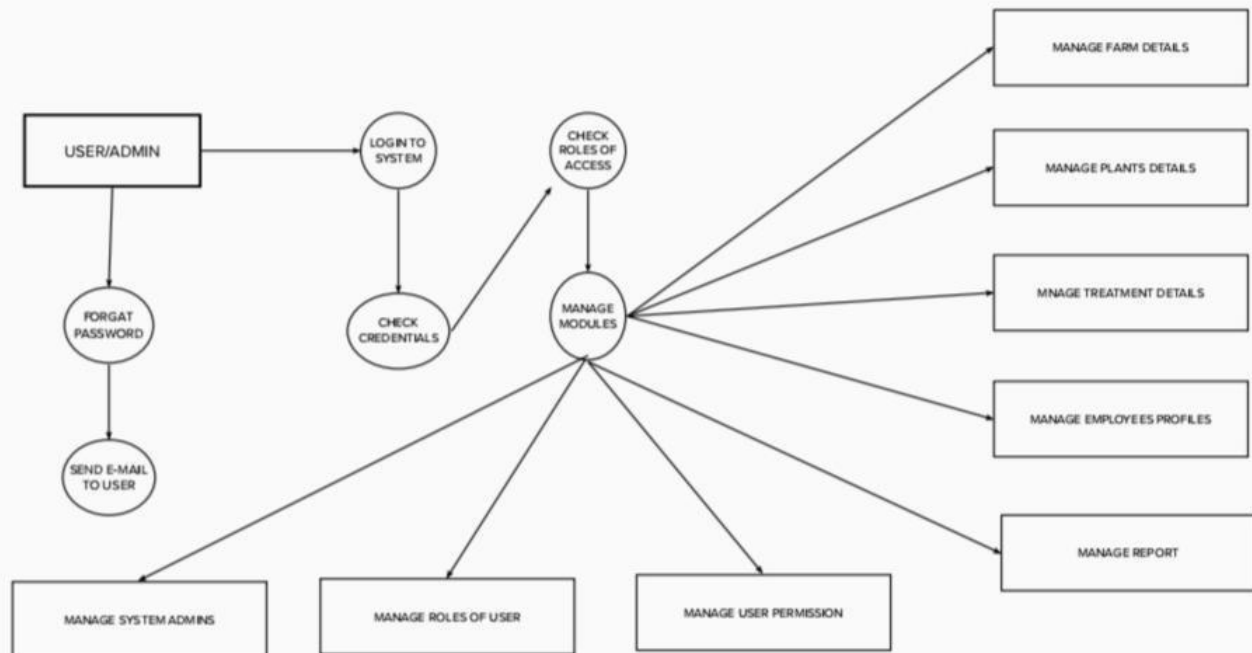 MANAGE FARM DETAILS
USER/ADMIN
LOGIN TO
SYSTEM
CHECK
ROLES OF
ACCESS
MANAGE PLANTS DETAILS
MNAGE TREATMENT DETAILS
FORGAT
PASSWORD
CHECK
CREDENTIALS
MANAGE
MODULES
MANAGE EMPLOYEES PROFILES
SEND E-MAIL
TO USER
MANAGE REPORT
MANAGE SYSTEM ADMINS
MANAGE ROLES OF USER
MANAGE USER PERMISSION